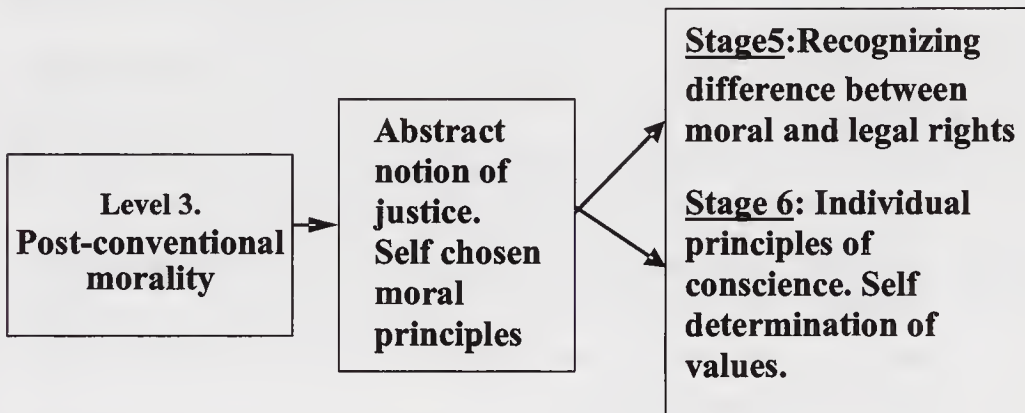 Level 3.
Post-conventional
morality
Abstract
notion of
justice.
Self chosen
moral
principles
Stage5:Recognizing
difference between
moral and legal rights
Stage 6: Individual
principles of
conscience. Self
determination of
values.